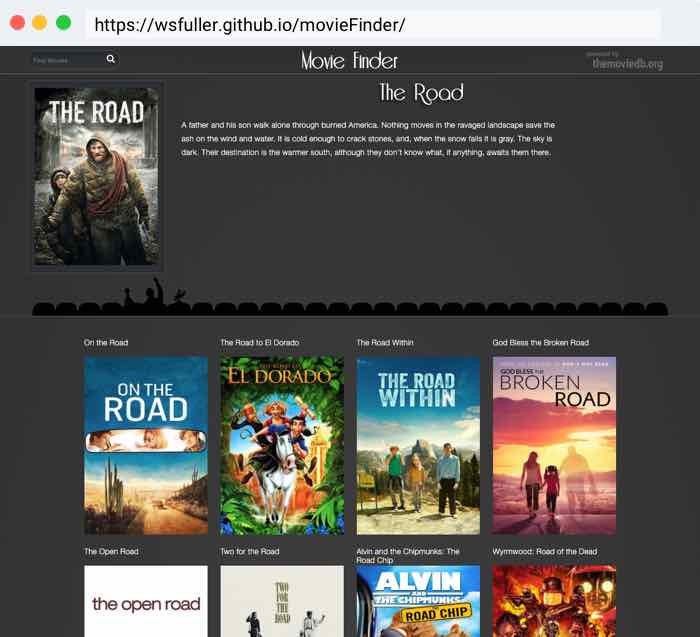 https://wsfuller.github.io/movieFinder/
Find Movies
Movie Finder
powered by
themoviedb.org
THE ROAD
The Road
A father and his son walk alone through burned America. Nothing moves in the ravaged landscape save the
ash on the wind and water. It is cold enough to crack stones, and, when the snow falls it is gray. The sky is
dark. Their destination is the warmer south, although they don't know what, if anything, awaits them there.
On the Road
The Road to El Dorado
The Road Within
God Bless the Broken Road
ON THE
ROAD
EL DORADO
THE ROAD
WITHIN
GOD BLESS THE
BROKEN
ROAD
The Open Road
Two for the Road
Alvin and the Chipmunks: The
Road Chip
Wyrmwood: Road of the Dead
the open road
TWO
FOR
THE
ROAD
ALVIN
AND
THE CHIPMUNKS:
ROAD CHIP